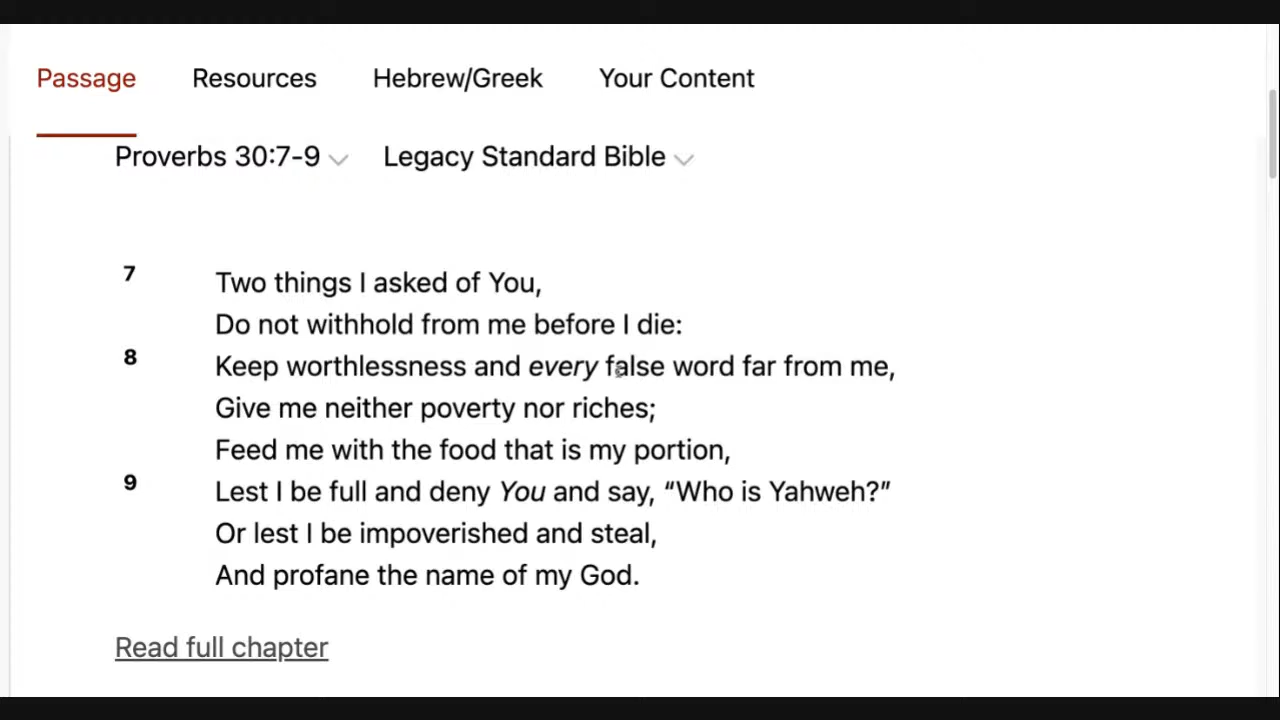 Passage Resources Hebrew/Greek Your Content
Proverbs 30:7-9 Legacy Standard Bible
7 Two things I asked of You,
Do not withhold from me before I die:
8 Keep worthlessness and every false word far from me,
Give me neither poverty nor riches;
Feed me with the food that is my portion,
9 Lest I be full and deny You and say, “Who is Yahweh?”
Or lest I be impoverished and steal,
And profane the name of my God.
Read full chapter